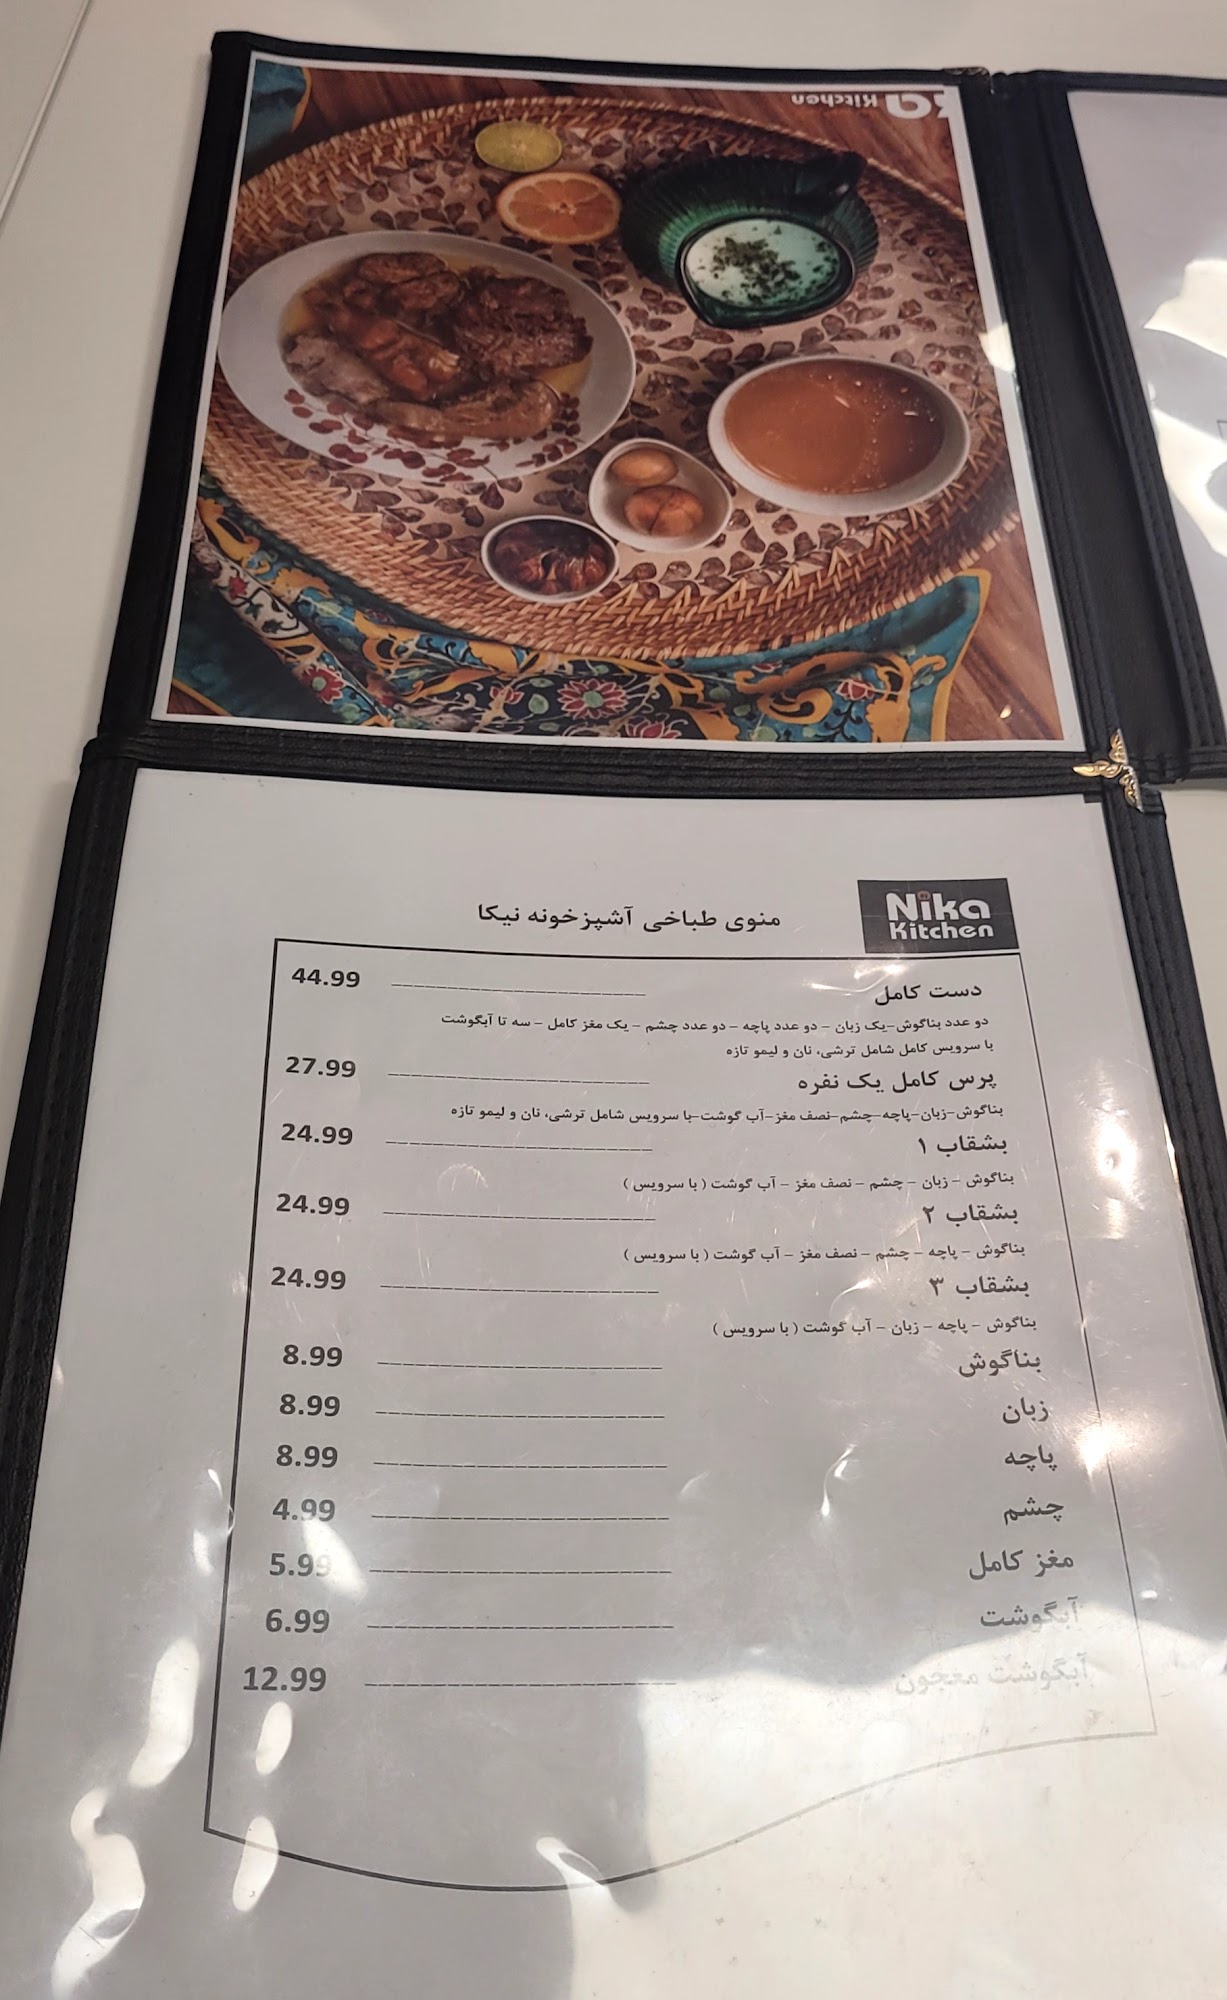 Kitchen
Nika
Kitchen
منوی طباخی آشپزخونه نیکا
دست کامل ---------------------- 44.99
دو عدد بناگوش-یک زبان - دو عدد پاچه - دو عدد چشم - یک مغز کامل - سه تا آبگوشت
با سرویس کامل شامل ترشی، نان و لیمو تازه
پرس کامل یک نفره ---------------------- 27.99
بناگوش-زبان-پاچه-چشم-نصف مغز-آب گوشت-با سرویس شامل ترشی، نان و لیمو تازه
بشقاب ۱ ---------------------- 24.99
بناگوش - زبان - چشم - نصف مغز - آب گوشت ( با سرویس )
بشقاب ۲ ---------------------- 24.99
بناگوش - پاچه - چشم - نصف مغز - آب گوشت ( با سرویس )
بشقاب ۳ ---------------------- 24.99
بناگوش - پاچه - زبان - آب گوشت ( با سرویس )
بناگوش ---------------------- 8.99
زبان ---------------------- 8.99
پاچه ---------------------- 8.99
چشم ---------------------- 4.99
مغز کامل ---------------------- 5.99
آبگوشت ---------------------- 6.99
آبگوشت معجون ---------------------- 12.99